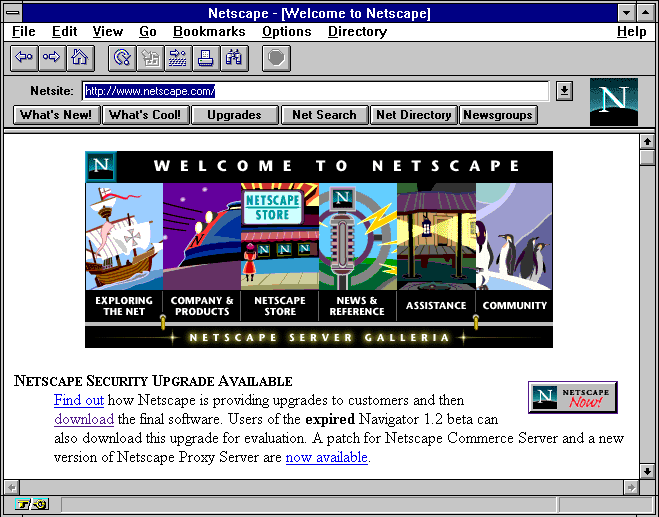 Netscape - [Welcome to Netscape]
File Edit View Go Bookmarks Options Directory Help
Netsite: http://www.netscape.com/
N
What's New! What's Cool! Upgrades Net Search Net Directory Newsgroups
N WELCOME TO NETSCAPE
NETSCAPE
STORE
N
N N N
EXPLORING
THE NET
COMPANY &
PRODUCTS
NETSCAPE
STORE
NEWS &
REFERENCE
ASSISTANCE
COMMUNITY
NETSCAPE SERVER GALLERIA
NETSCAPE SECURITY UPGRADE AVAILABLE
Find out how Netscape is providing upgrades to customers and then
download the final software. Users of the expired Navigator 1.2 beta can
also download this upgrade for evaluation. A patch for Netscape Commerce Server and a new
version of Netscape Proxy Server are now available.
N NETSCAPE
Now!